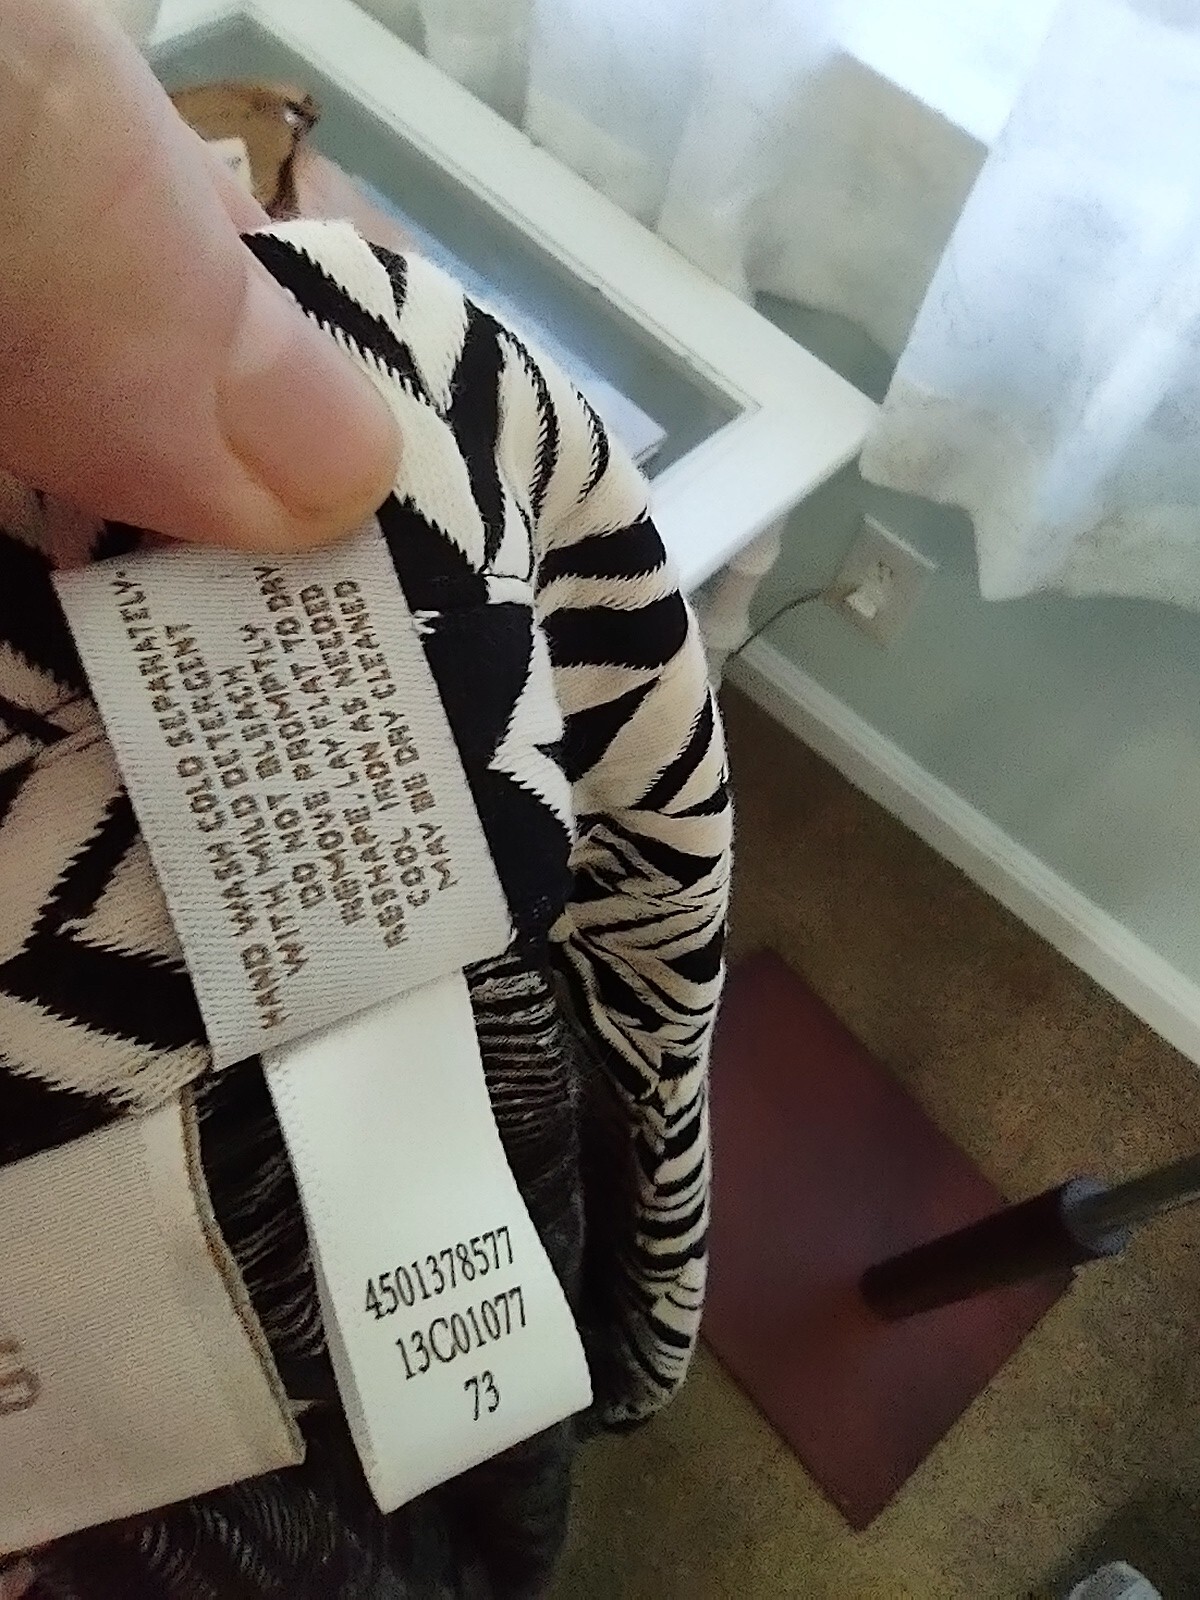 HAND WASH COLD SEPARATELY.
WITH MILD DETERGENT
DO NOT BLEACH
REMOVE PROMPTLY
RESHAPE, LAY FLAT TO DRY
COOL IRON AS NEEDED
MAY BE DRY CLEANED
4501378577
13C01077
73